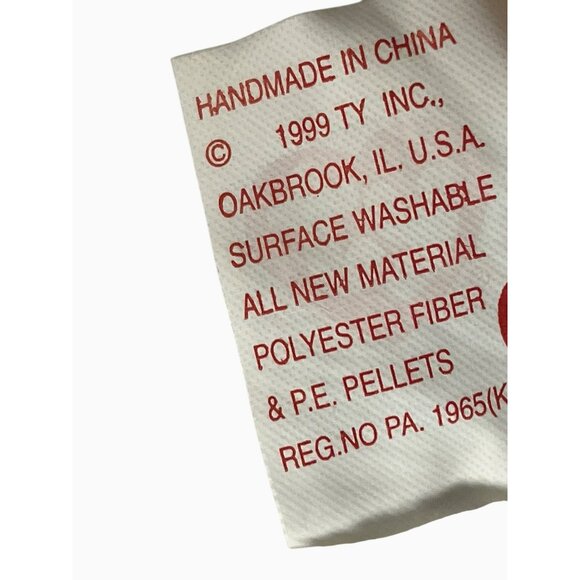 HANDMADE IN CHINA
© 1999 TY INC.,
OAKBROOK, IL. U.S.A.
SURFACE WASHABLE
ALL NEW MATERIAL
POLYESTER FIBER
& P.E. PELLETS
REG.NO PA. 1965(K